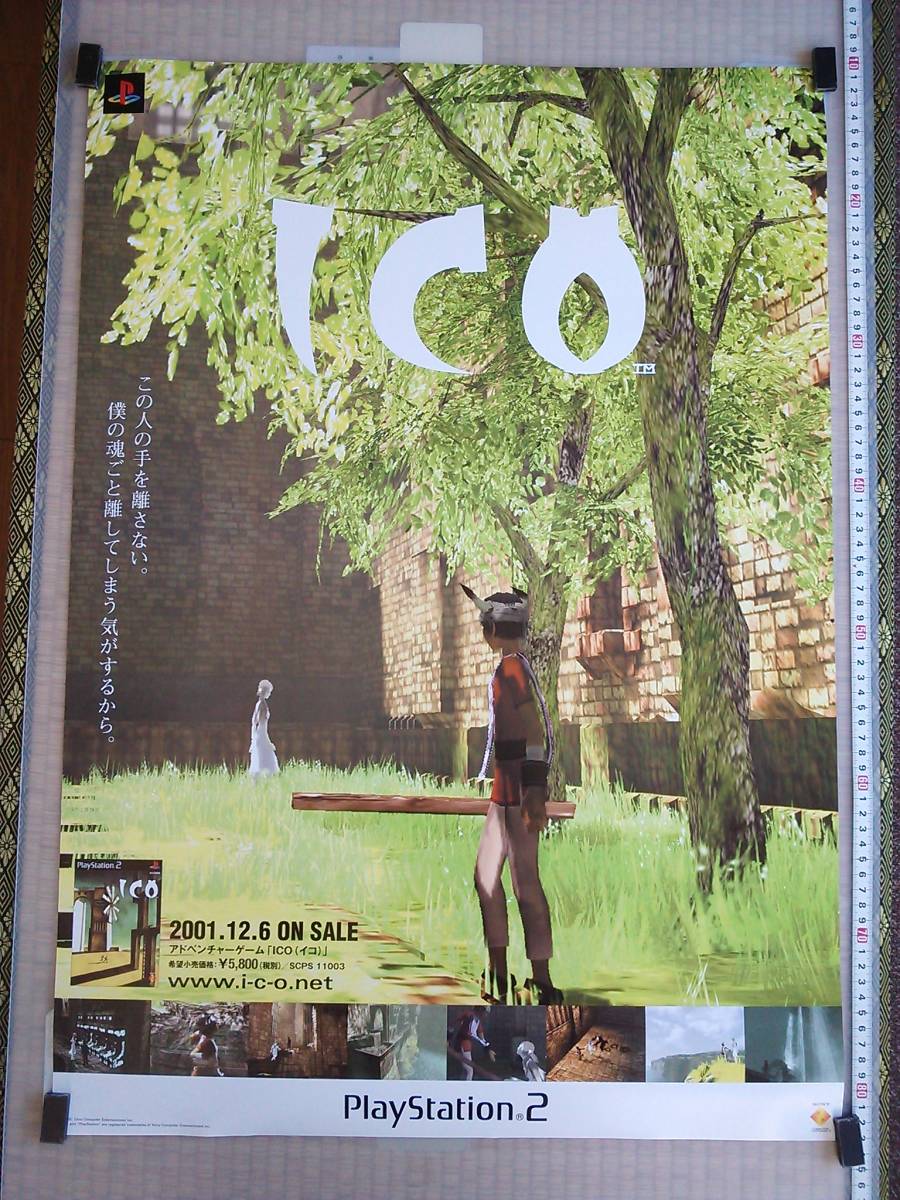 ICO
TM
この人の手を離さない。
僕の魂ごと離してしまう気がするから。
PlayStation 2
ICO
2001.12.6 ON SALE
アドベンチャーゲーム「ICO(イコ)」
希望小売価格:¥5,800(税別)/SCPS 11003
www.i-c-o.net
PlayStation®2
SONY